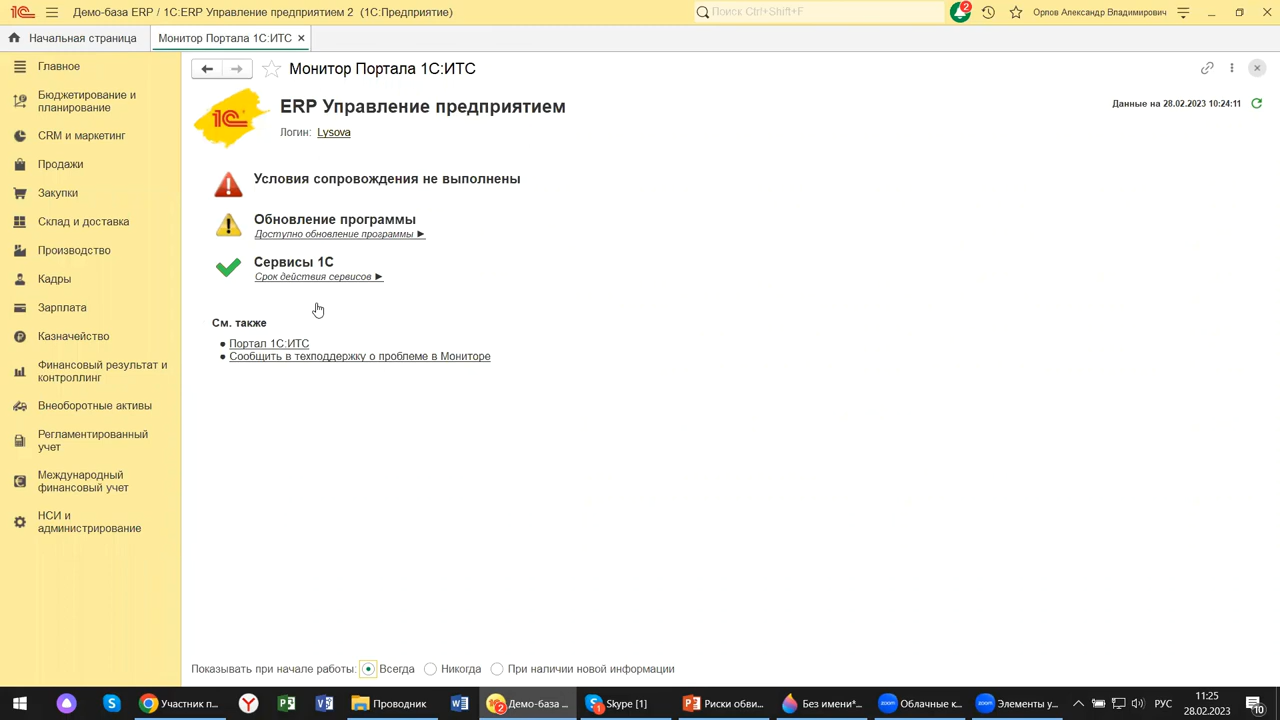 1С Демо-база ERP / 1С:ERP Управление предприятием 2 (1С:Предприятие)
Поиск Ctrl+Shift+F
2
Орлов Александр Владимирович
Начальная страница
Монитор Портала 1С:ИТС ×
Главное
Бюджетирование и
планирование
CRM и маркетинг
Продажи
Закупки
Склад и доставка
Производство
Кадры
Зарплата
Казначейство
Финансовый результат и
контроллинг
Внеоборотные активы
Регламентированный
учет
Международный
финансовый учет
НСИ и
администрирование
Монитор Портала 1С:ИТС
1С
ERP Управление предприятием
Данные на 28.02.2023 10:24:11
Логин: Lysova
Условия сопровождения не выполнены
Обновление программы
Доступно обновление программы ►
Сервисы 1С
Срок действия сервисов ►
См. также
● Портал 1С:ИТС
● Сообщить в техподдержку о проблеме в Мониторе
Показывать при начале работы: Всегда Никогда При наличии новой информации
Участник п...
Проводник
Демо-база ...
Skype [1]
Риски обви...
Без имени*...
Облачные к...
Элементы у...
РУС
11:25
28.02.2023
10